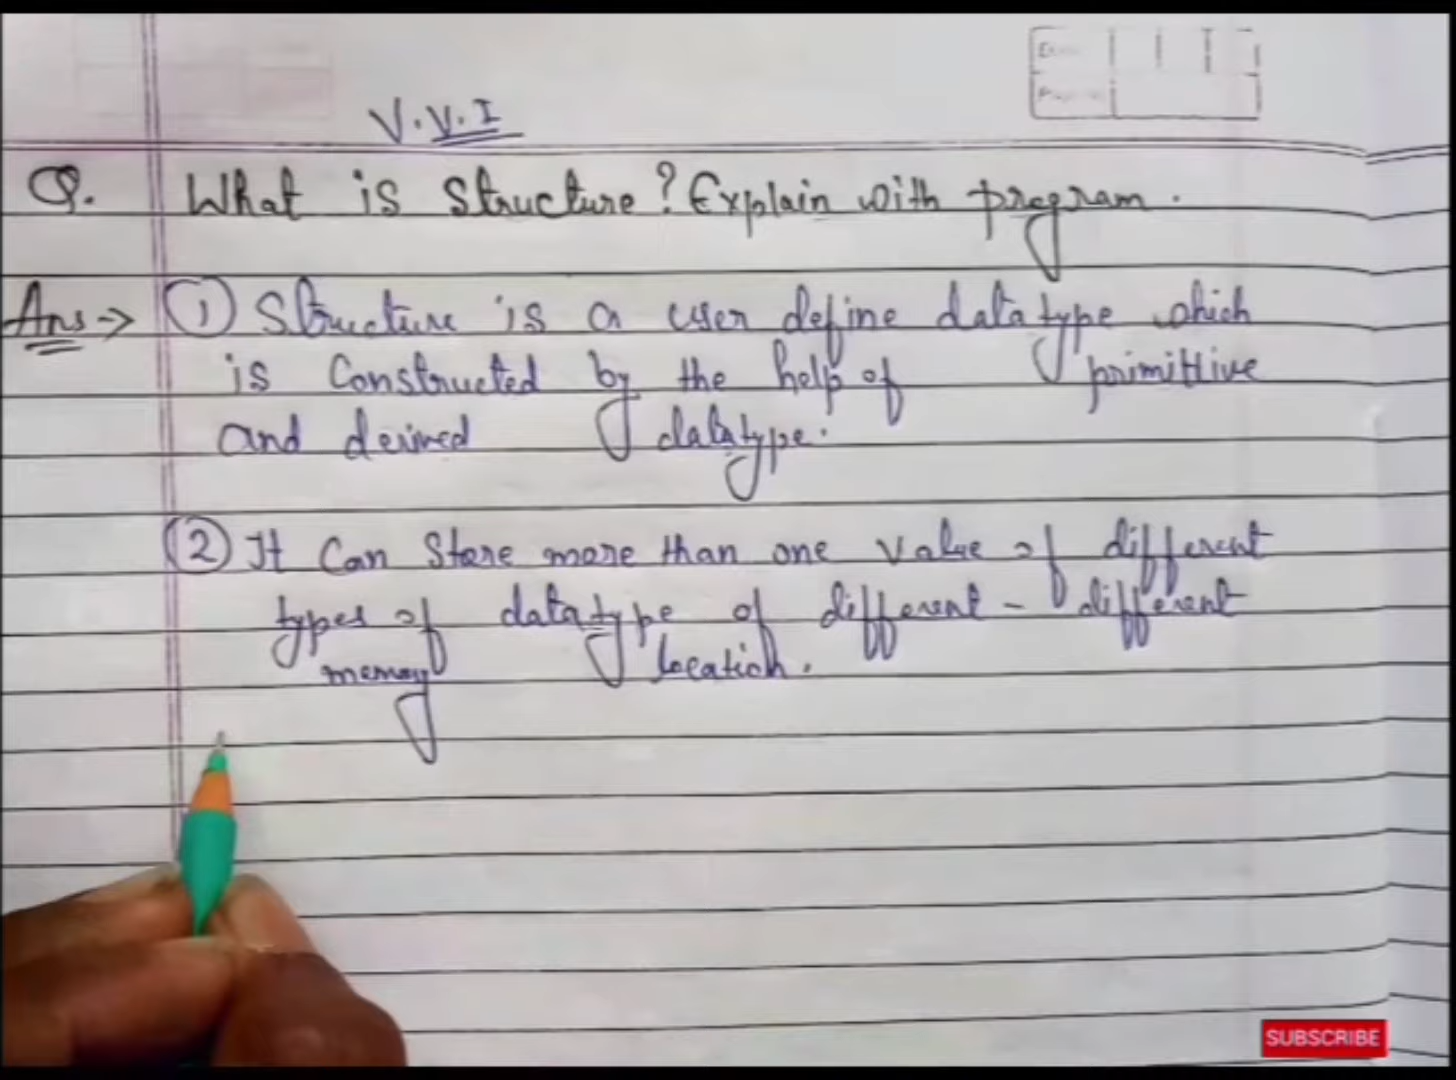 V.V.I
Q. What is structure? Explain with program.
Ans→ ① Structure is a user define datatype which
is constructed by the help of primittive
and derived datatype.
② It can store more than one value of different
types of datatype of different - different
memory location.
SUBSCRIBE